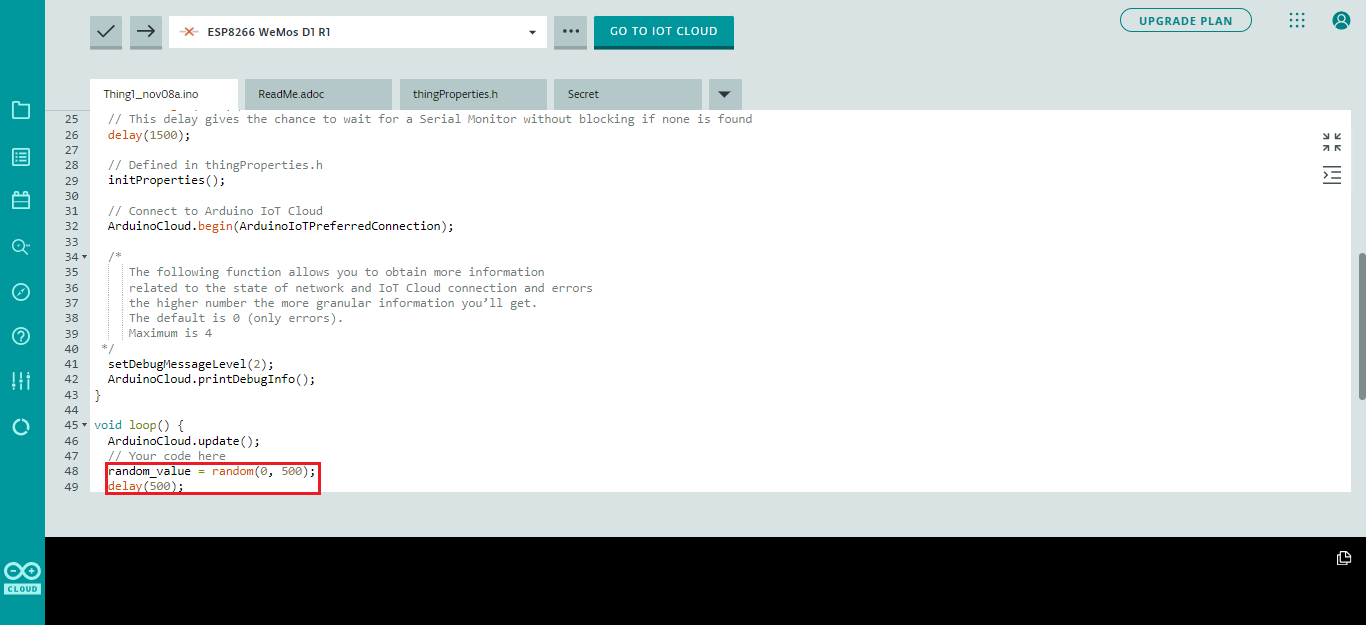 ESP8266 WeMos D1 R1
GO TO IOT CLOUD
UPGRADE PLAN
Thing1_nov08a.ino
ReadMe.adoc
thingProperties.h
Secret
25 // This delay gives the chance to wait for a Serial Monitor without blocking if none is found
26 delay(1500);
27
28 // Defined in thingProperties.h
29 initProperties();
30
31 // Connect to Arduino IoT Cloud
32 ArduinoCloud.begin(ArduinoIoTPreferredConnection);
33
34 /*
35 The following function allows you to obtain more information
36 related to the state of network and IoT Cloud connection and errors
37 the higher number the more granular information you’ll get.
38 The default is 0 (only errors).
39 Maximum is 4
40 */
41 setDebugMessageLevel(2);
42 ArduinoCloud.printDebugInfo();
43 }
44
45 void loop() {
46 ArduinoCloud.update();
47 // Your code here
48 random_value = random(0, 500);
49 delay(500);
CLOUD